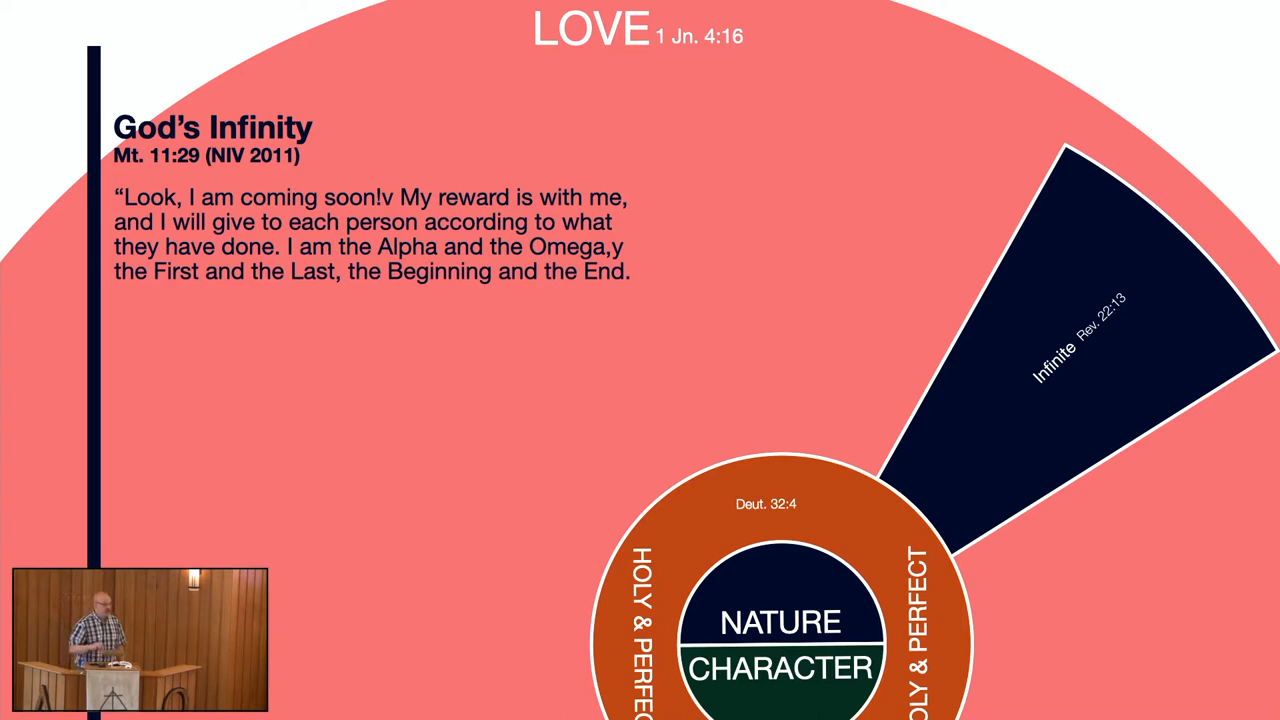 LOVE 1 Jn. 4:16
God’s Infinity
Mt. 11:29 (NIV 2011)
“Look, I am coming soon!v My reward is with me,
and I will give to each person according to what
they have done. I am the Alpha and the Omega,y
the First and the Last, the Beginning and the End.
Infinite Rev. 22:13
Deut. 32:4
HOLY & PERFEC
HOLY & PERFECT
NATURE
CHARACTER